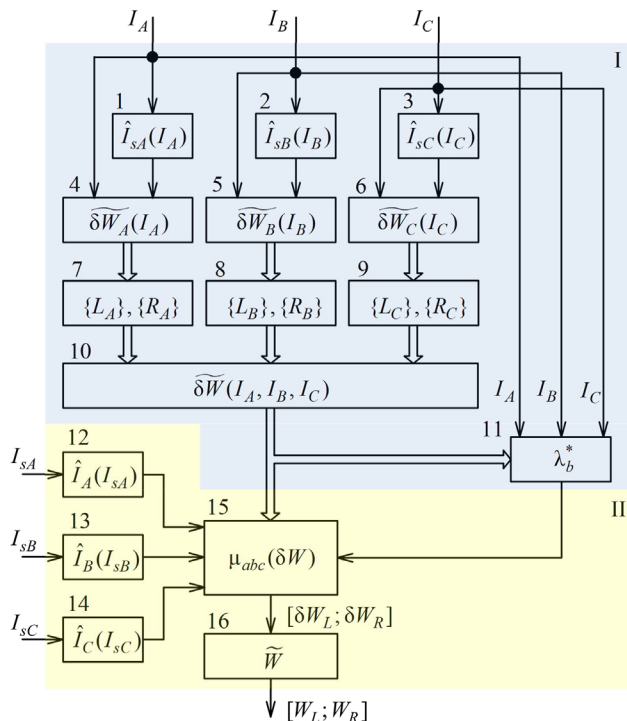 I_A I_B I_C
I
1 2 3
Î_sA(I_A) Î_sB(I_B) Î_sC(I_C)
4 5 6
δW̃_A(I_A) δW̃_B(I_B) δW̃_C(I_C)
7 8 9
{L_A}, {R_A} {L_B}, {R_B} {L_C}, {R_C}
10
δW̃(I_A, I_B, I_C) I_A I_B I_C
11
λ_b^*
12
I_sA Î_A(I_sA)
II
13 15
I_sB Î_B(I_sB) μ_abc(δW)
14
I_sC Î_C(I_sC)
[δW_L; δW_R]
16
W̃
[W_L; W_R]